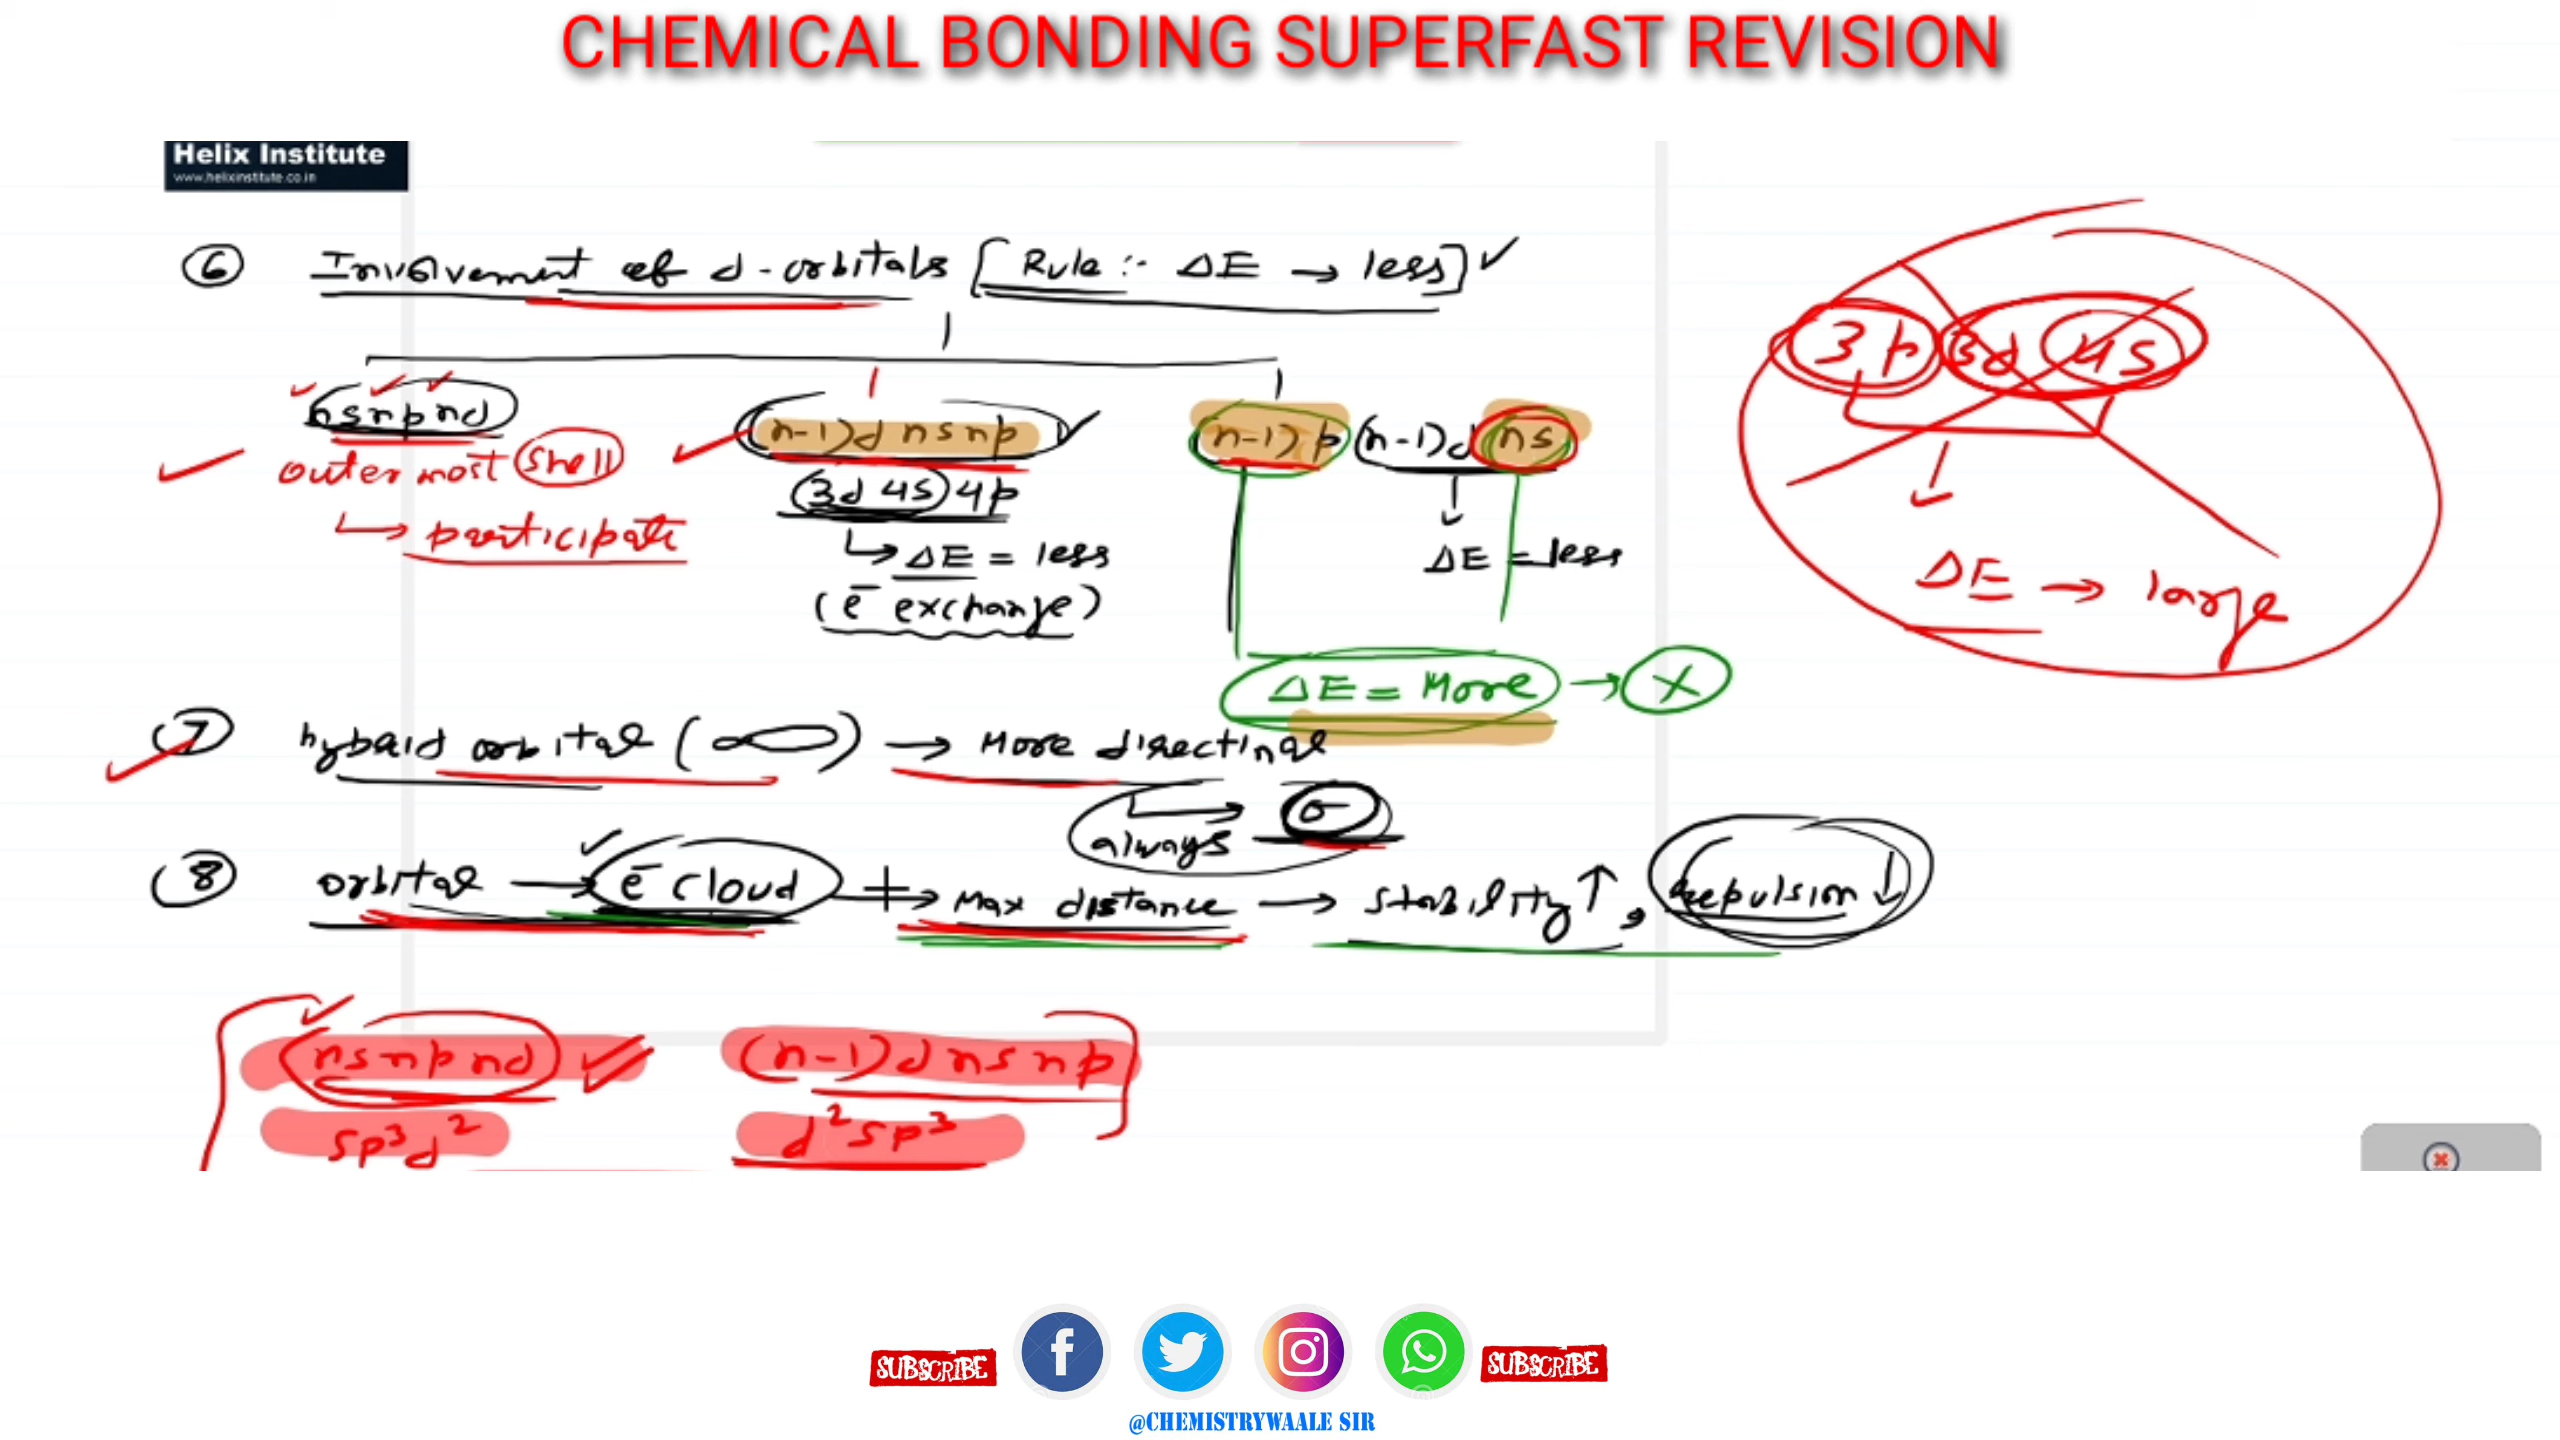 CHEMICAL BONDING SUPERFAST REVISION
Helix Institute
www.helixinstitute.co.in
⑥ Involvement of d-orbitals [Rule :- ΔE → less] ✓
nsnpnd
outermost shell
↳ participate
(n-1)d ns np
(3d 4s) 4p
↳ ΔE = less
(e⁻ exchange)
(n-1)p (n-1)d ns
↓
ΔE = less
ΔE = More → X
3p 3d 4s
↓
ΔE → large
⑦ hybrid orbital ( ) → More directinal
always → σ
⑧ orbital → e⁻ cloud + → Max distance → stability ↑, Repulsion ↓
nsnpnd ✓ (n-1)d ns np
sp³d² d²sp³
SUBSCRIBE SUBSCRIBE
@CHEMISTRYWAALE SIR